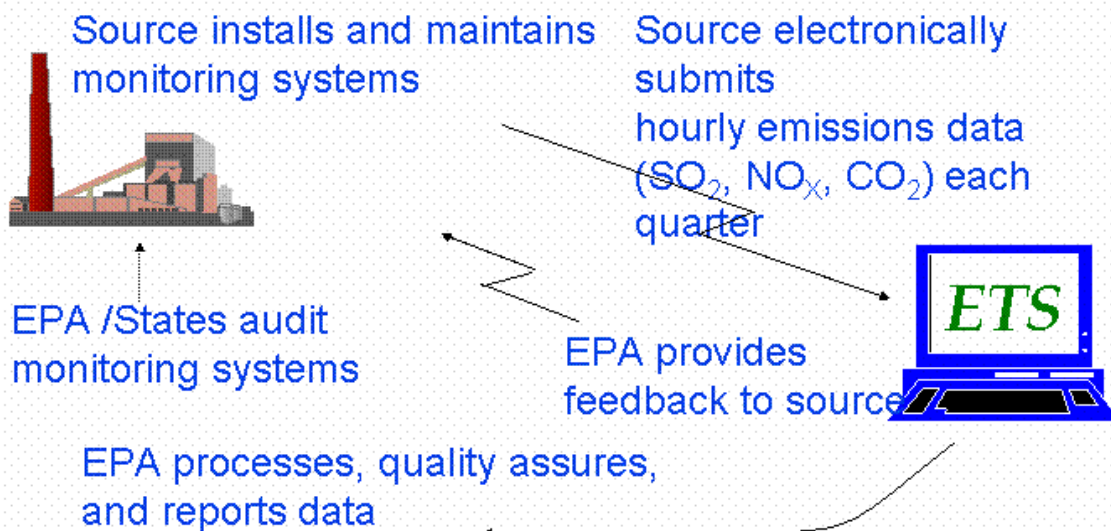 Source installs and maintains
monitoring systems
Source electronically
submits
hourly emissions data
(SO₂, NOₓ, CO₂) each
quarter
ETS
EPA /States audit
monitoring systems
EPA provides
feedback to source
EPA processes, quality assures,
and reports data